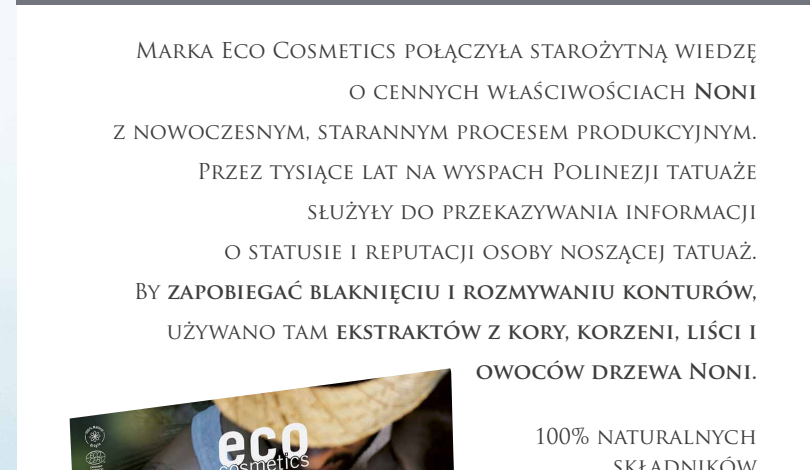 Marka Eco Cosmetics połączyła starożytną wiedzę
o cennych właściwościach Noni
z nowoczesnym, starannym procesem produkcyjnym.
Przez tysiące lat na wyspach Polinezji tatuaże
służyły do przekazywania informacji
o statusie i reputacji osoby noszącej tatuaż.
By zapobiegać blaknięciu i rozmywaniu konturów,
używano tam ekstraktów z kory, korzeni, liści i
owoców drzewa Noni.
eco
cosmetics
100% naturalnych
składników